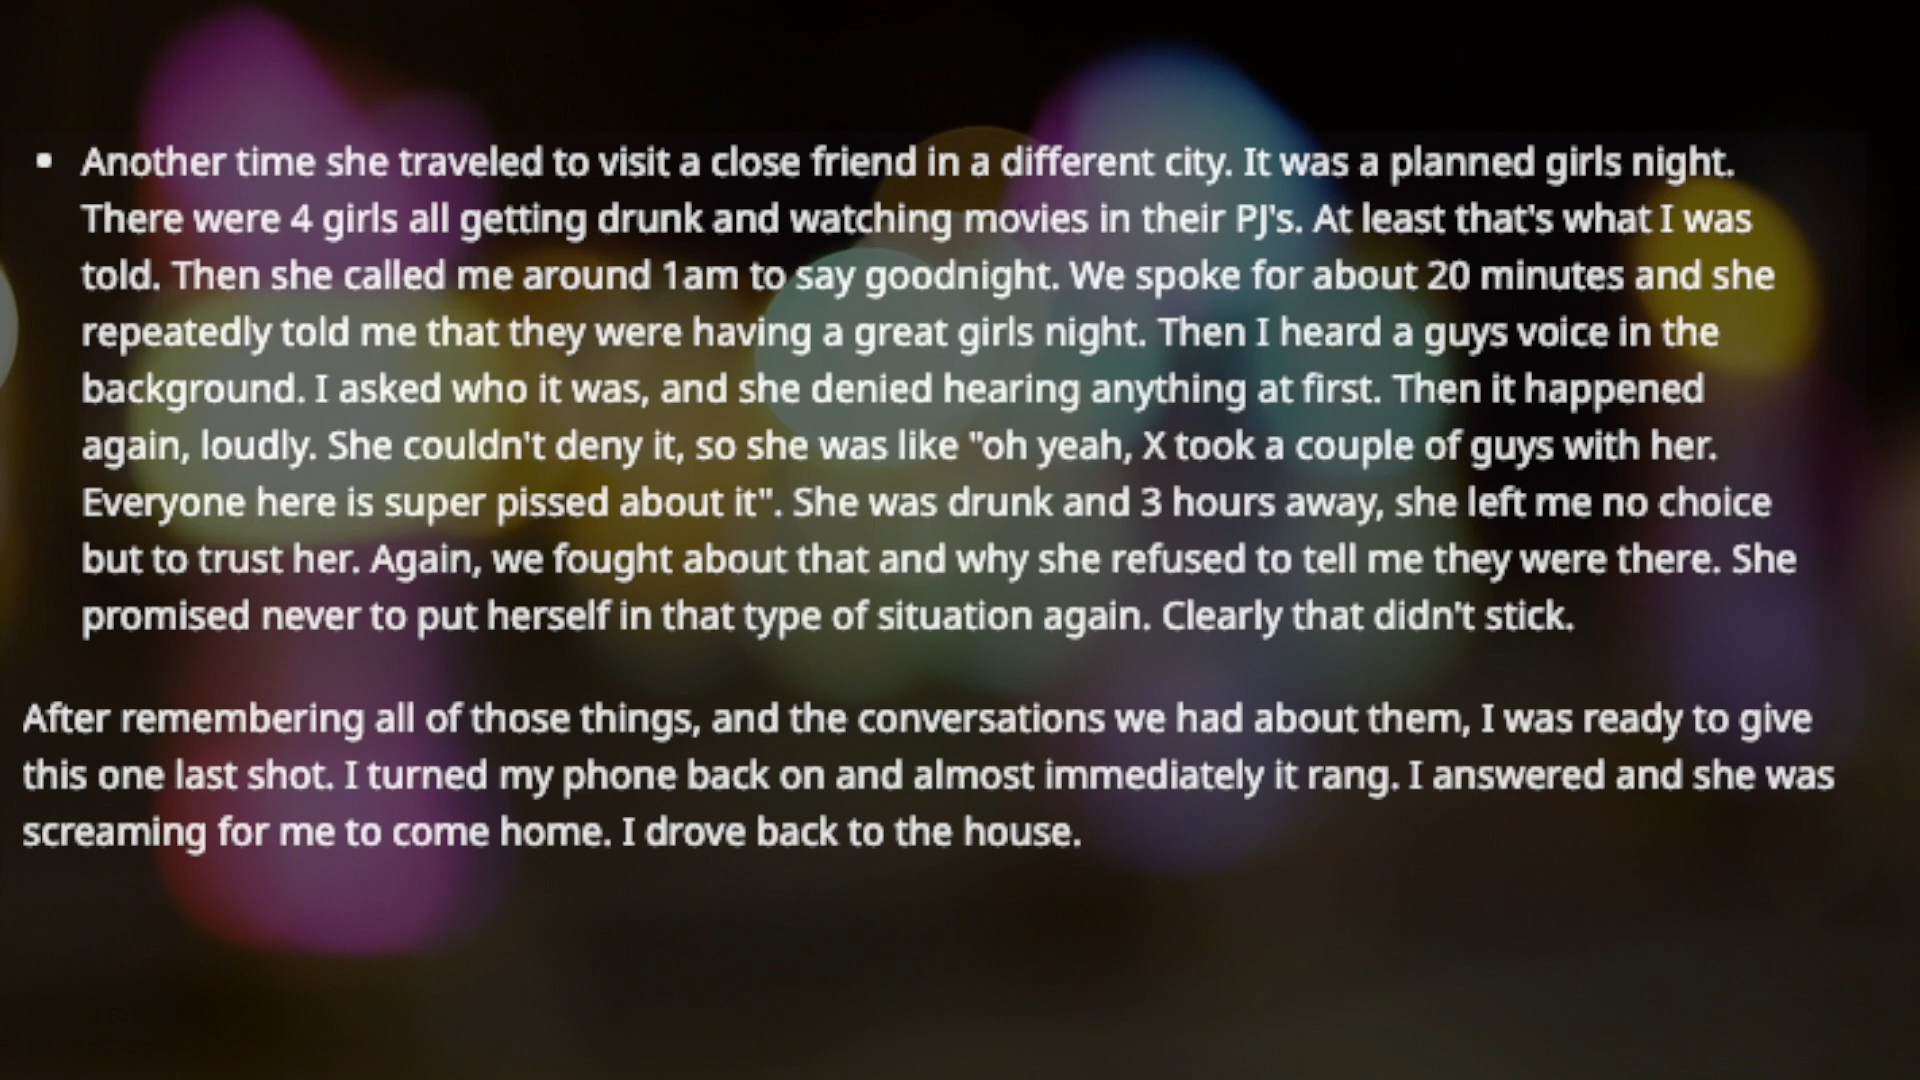 ▪ Another time she traveled to visit a close friend in a different city. It was a planned girls night.
There were 4 girls all getting drunk and watching movies in their PJ's. At least that's what I was
told. Then she called me around 1am to say goodnight. We spoke for about 20 minutes and she
repeatedly told me that they were having a great girls night. Then I heard a guys voice in the
background. I asked who it was, and she denied hearing anything at first. Then it happened
again, loudly. She couldn't deny it, so she was like "oh yeah, X took a couple of guys with her.
Everyone here is super pissed about it". She was drunk and 3 hours away, she left me no choice
but to trust her. Again, we fought about that and why she refused to tell me they were there. She
promised never to put herself in that type of situation again. Clearly that didn't stick.
After remembering all of those things, and the conversations we had about them, I was ready to give
this one last shot. I turned my phone back on and almost immediately it rang. I answered and she was
screaming for me to come home. I drove back to the house.